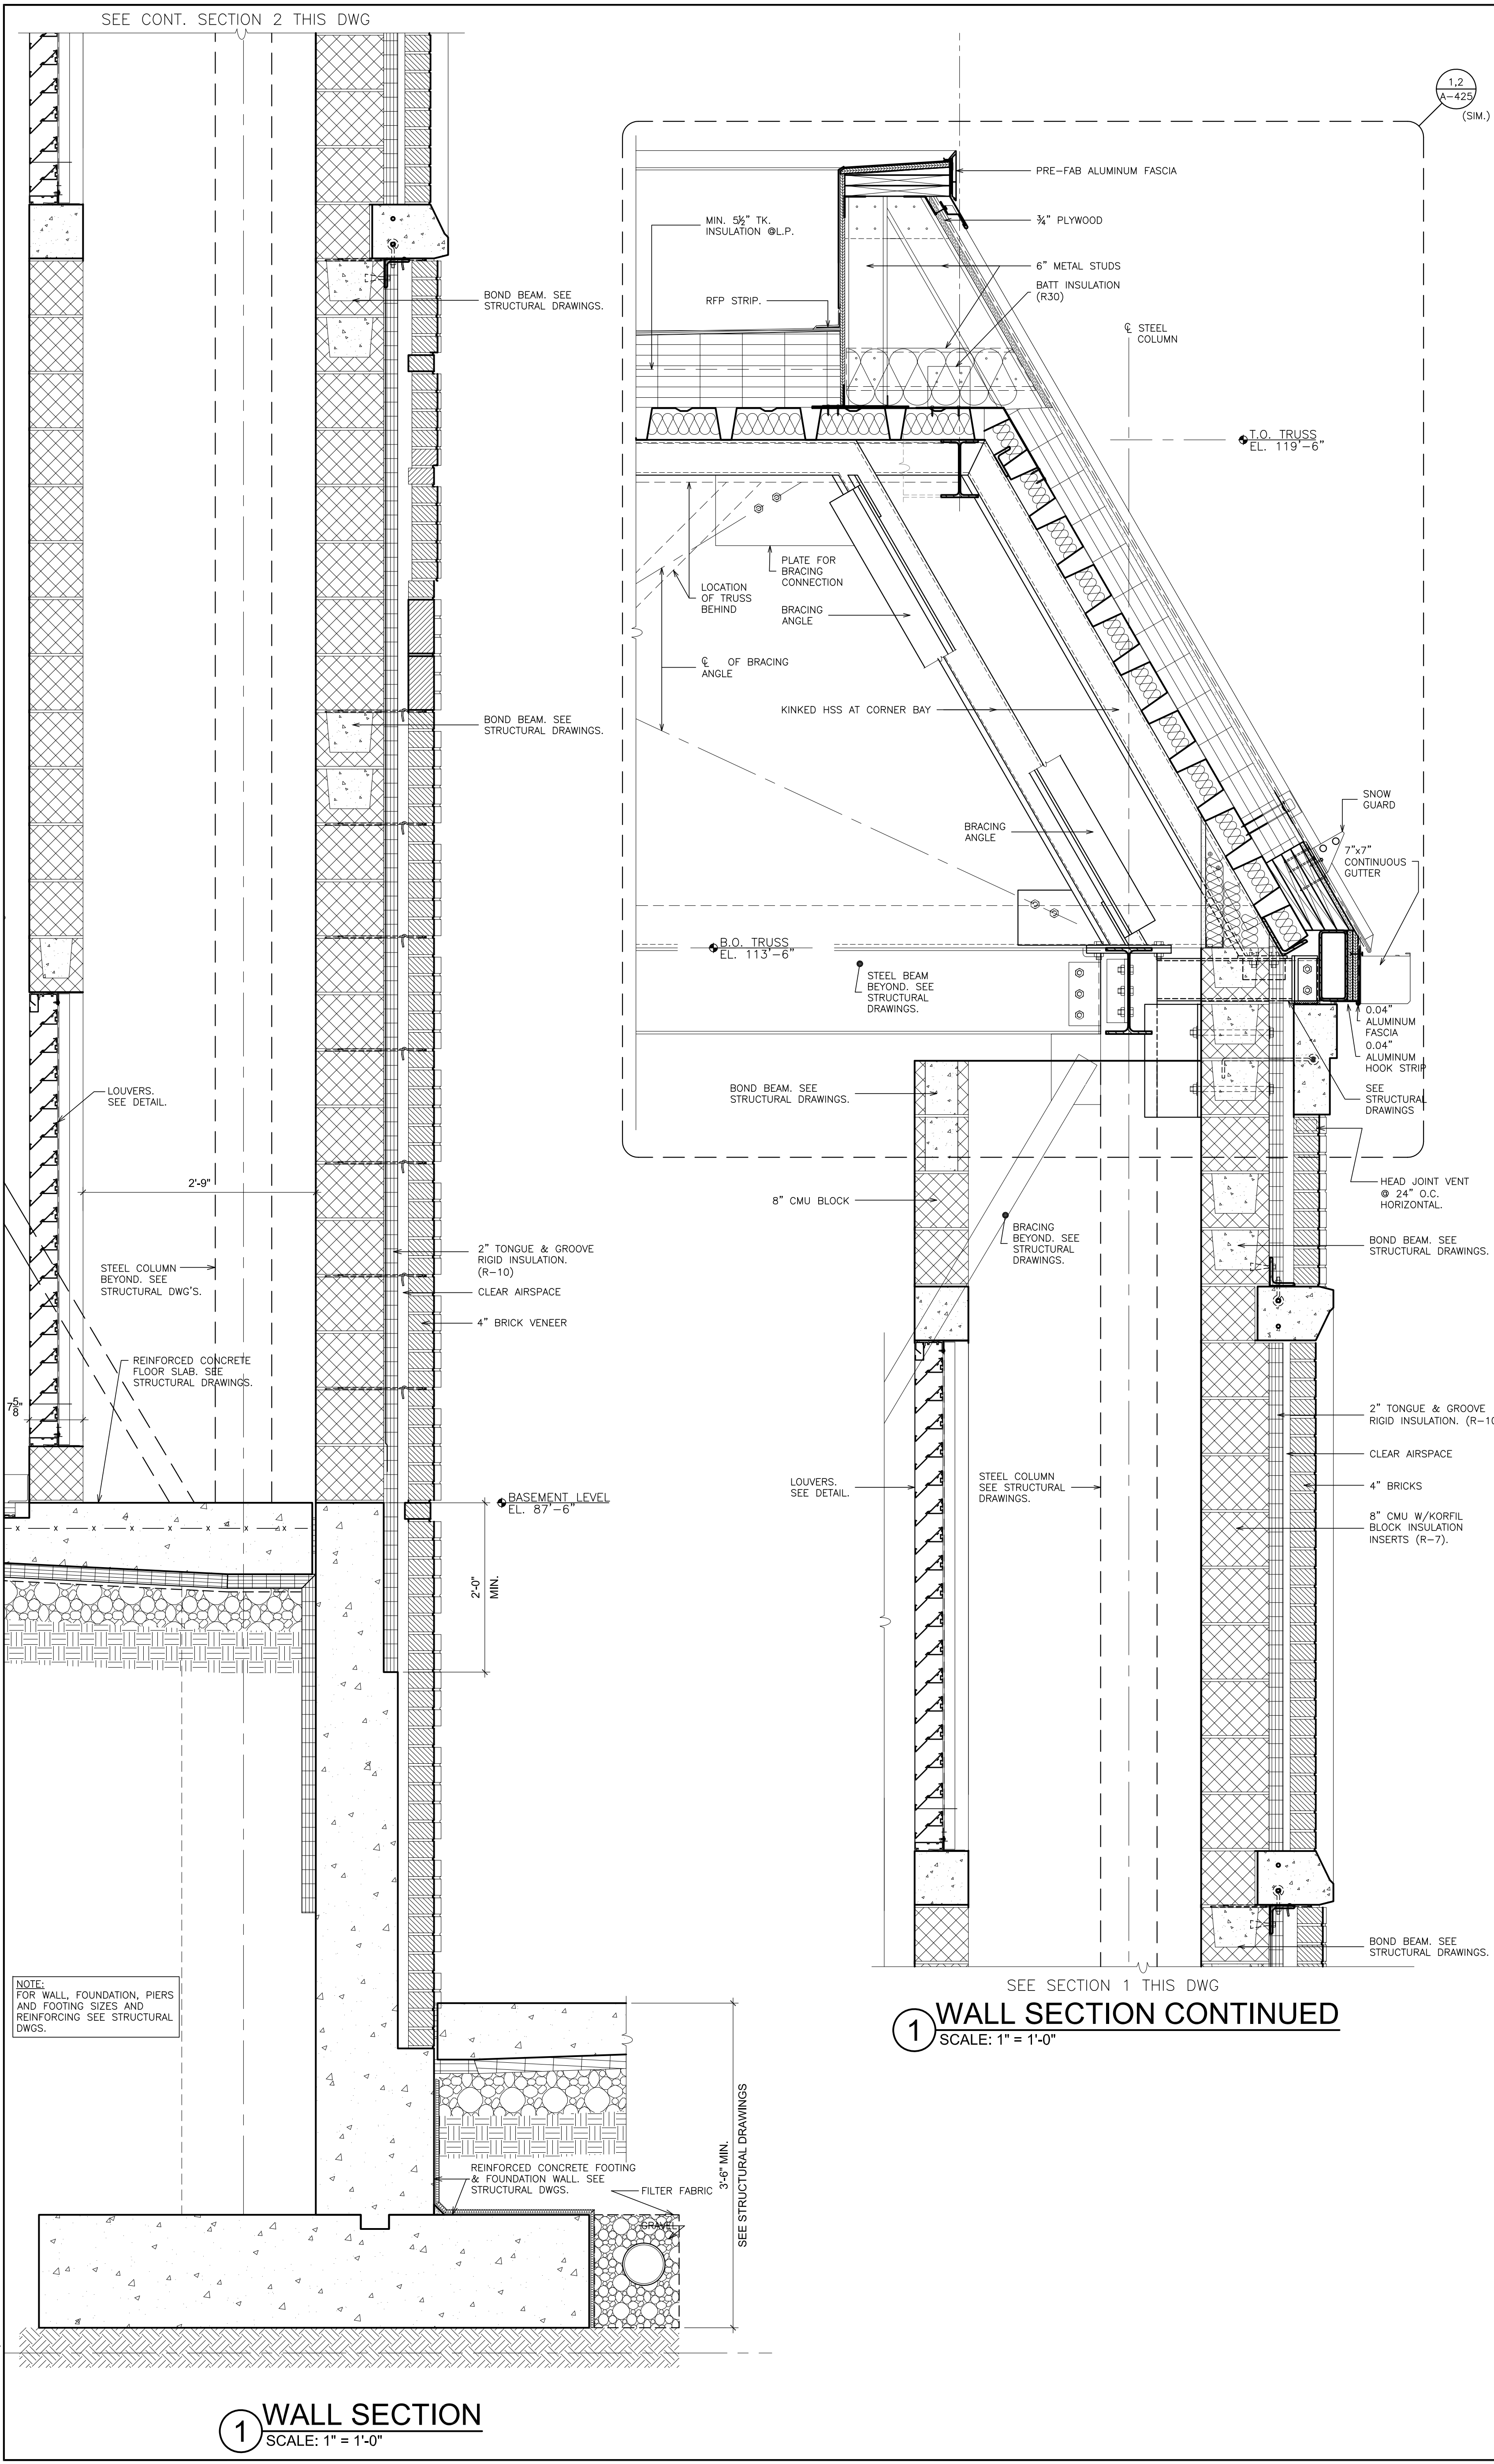 SEE CONT. SECTION 2 THIS DWG
BOND BEAM. SEE
STRUCTURAL DRAWINGS.
BOND BEAM. SEE
STRUCTURAL DRAWINGS.
LOUVERS.
SEE DETAIL.
2'-9"
STEEL COLUMN
BEYOND. SEE
STRUCTURAL DWG'S.
2" TONGUE & GROOVE
RIGID INSULATION.
(R-10)
CLEAR AIRSPACE
4" BRICK VENEER
REINFORCED CONCRETE
FLOOR SLAB. SEE
STRUCTURAL DRAWINGS.
7 5/8"
BASEMENT LEVEL
EL. 87'-6"
x x x x x x x x
2'-0"
MIN.
NOTE:
FOR WALL, FOUNDATION, PIERS
AND FOOTING SIZES AND
REINFORCING SEE STRUCTURAL
DWGS.
REINFORCED CONCRETE FOOTING
& FOUNDATION WALL. SEE
STRUCTURAL DWGS.
FILTER FABRIC
GRAVEL
3'-6" MIN.
SEE STRUCTURAL DRAWINGS
1 WALL SECTION
SCALE: 1" = 1'-0"
1,2
A-425
(SIM.)
PRE-FAB ALUMINUM FASCIA
MIN. 5½" TK.
INSULATION @L.P.
¾" PLYWOOD
6" METAL STUDS
BATT INSULATION
(R30)
RFP STRIP.
℄ STEEL
COLUMN
T.O. TRUSS
EL. 119'-6"
PLATE FOR
BRACING
CONNECTION
LOCATION
OF TRUSS
BEHIND
BRACING
ANGLE
℄ OF BRACING
ANGLE
KINKED HSS AT CORNER BAY
SNOW
GUARD
BRACING
ANGLE
7"x7"
CONTINUOUS
GUTTER
B.O. TRUSS
EL. 113'-6"
STEEL BEAM
BEYOND. SEE
STRUCTURAL
DRAWINGS.
0.04"
ALUMINUM
FASCIA
0.04"
ALUMINUM
HOOK STRIP
BOND BEAM. SEE
STRUCTURAL DRAWINGS.
SEE
STRUCTURAL
DRAWINGS
8" CMU BLOCK
HEAD JOINT VENT
@ 24" O.C.
HORIZONTAL.
BRACING
BEYOND. SEE
STRUCTURAL
DRAWINGS.
BOND BEAM. SEE
STRUCTURAL DRAWINGS.
2" TONGUE & GROOVE
RIGID INSULATION. (R-10
CLEAR AIRSPACE
LOUVERS.
SEE DETAIL.
STEEL COLUMN
SEE STRUCTURAL
DRAWINGS.
4" BRICKS
8" CMU W/KORFIL
BLOCK INSULATION
INSERTS (R-7).
BOND BEAM. SEE
STRUCTURAL DRAWINGS.
SEE SECTION 1 THIS DWG
1 WALL SECTION CONTINUED
SCALE: 1" = 1'-0"